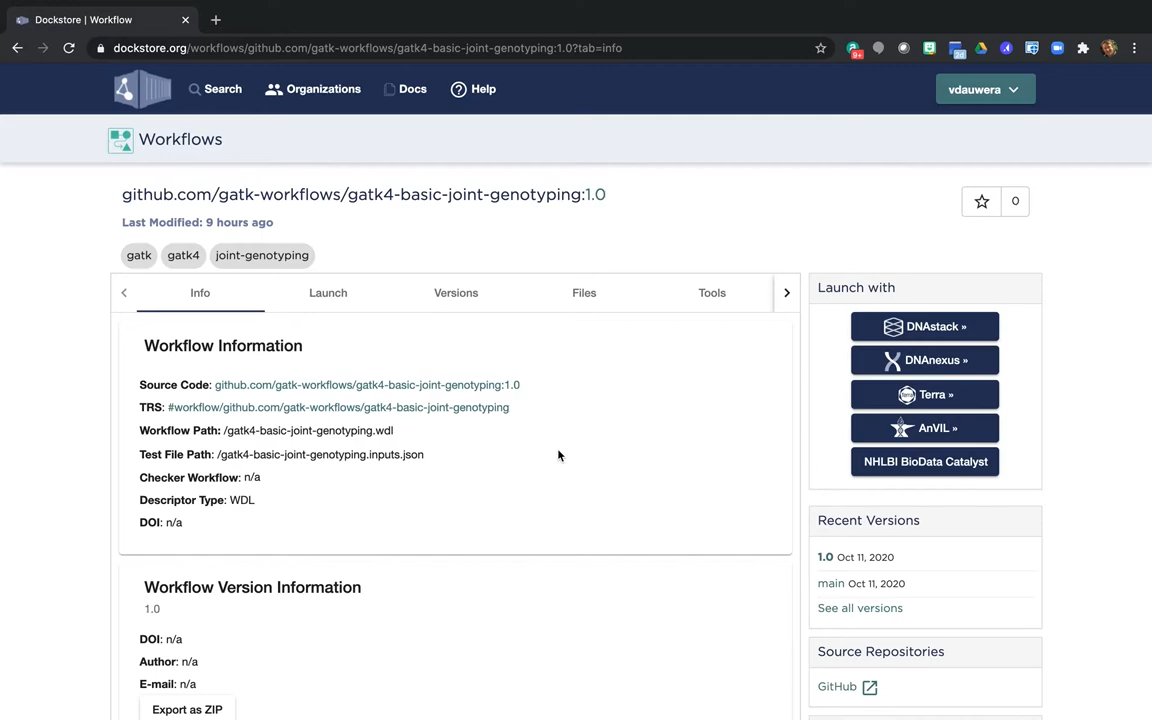 Dockstore | Workflow
dockstore.org/workflows/github.com/gatk-workflows/gatk4-basic-joint-genotyping:1.0?tab=info
9+
2d
Search
Organizations
Docs
Help
vdauwera
Workflows
github.com/gatk-workflows/gatk4-basic-joint-genotyping:1.0
Last Modified: 9 hours ago
0
gatk
gatk4
joint-genotyping
Info
Launch
Versions
Files
Tools
Workflow Information
Source Code: github.com/gatk-workflows/gatk4-basic-joint-genotyping:1.0
TRS: #workflow/github.com/gatk-workflows/gatk4-basic-joint-genotyping
Workflow Path: /gatk4-basic-joint-genotyping.wdl
Test File Path: /gatk4-basic-joint-genotyping.inputs.json
Checker Workflow: n/a
Descriptor Type: WDL
DOI: n/a
Workflow Version Information
1.0
DOI: n/a
Author: n/a
E-mail: n/a
Export as ZIP
Launch with
DNAstack »
DNAnexus »
Terra »
AnVIL »
NHLBI BioData Catalyst
Recent Versions
1.0 Oct 11, 2020
main Oct 11, 2020
See all versions
Source Repositories
GitHub